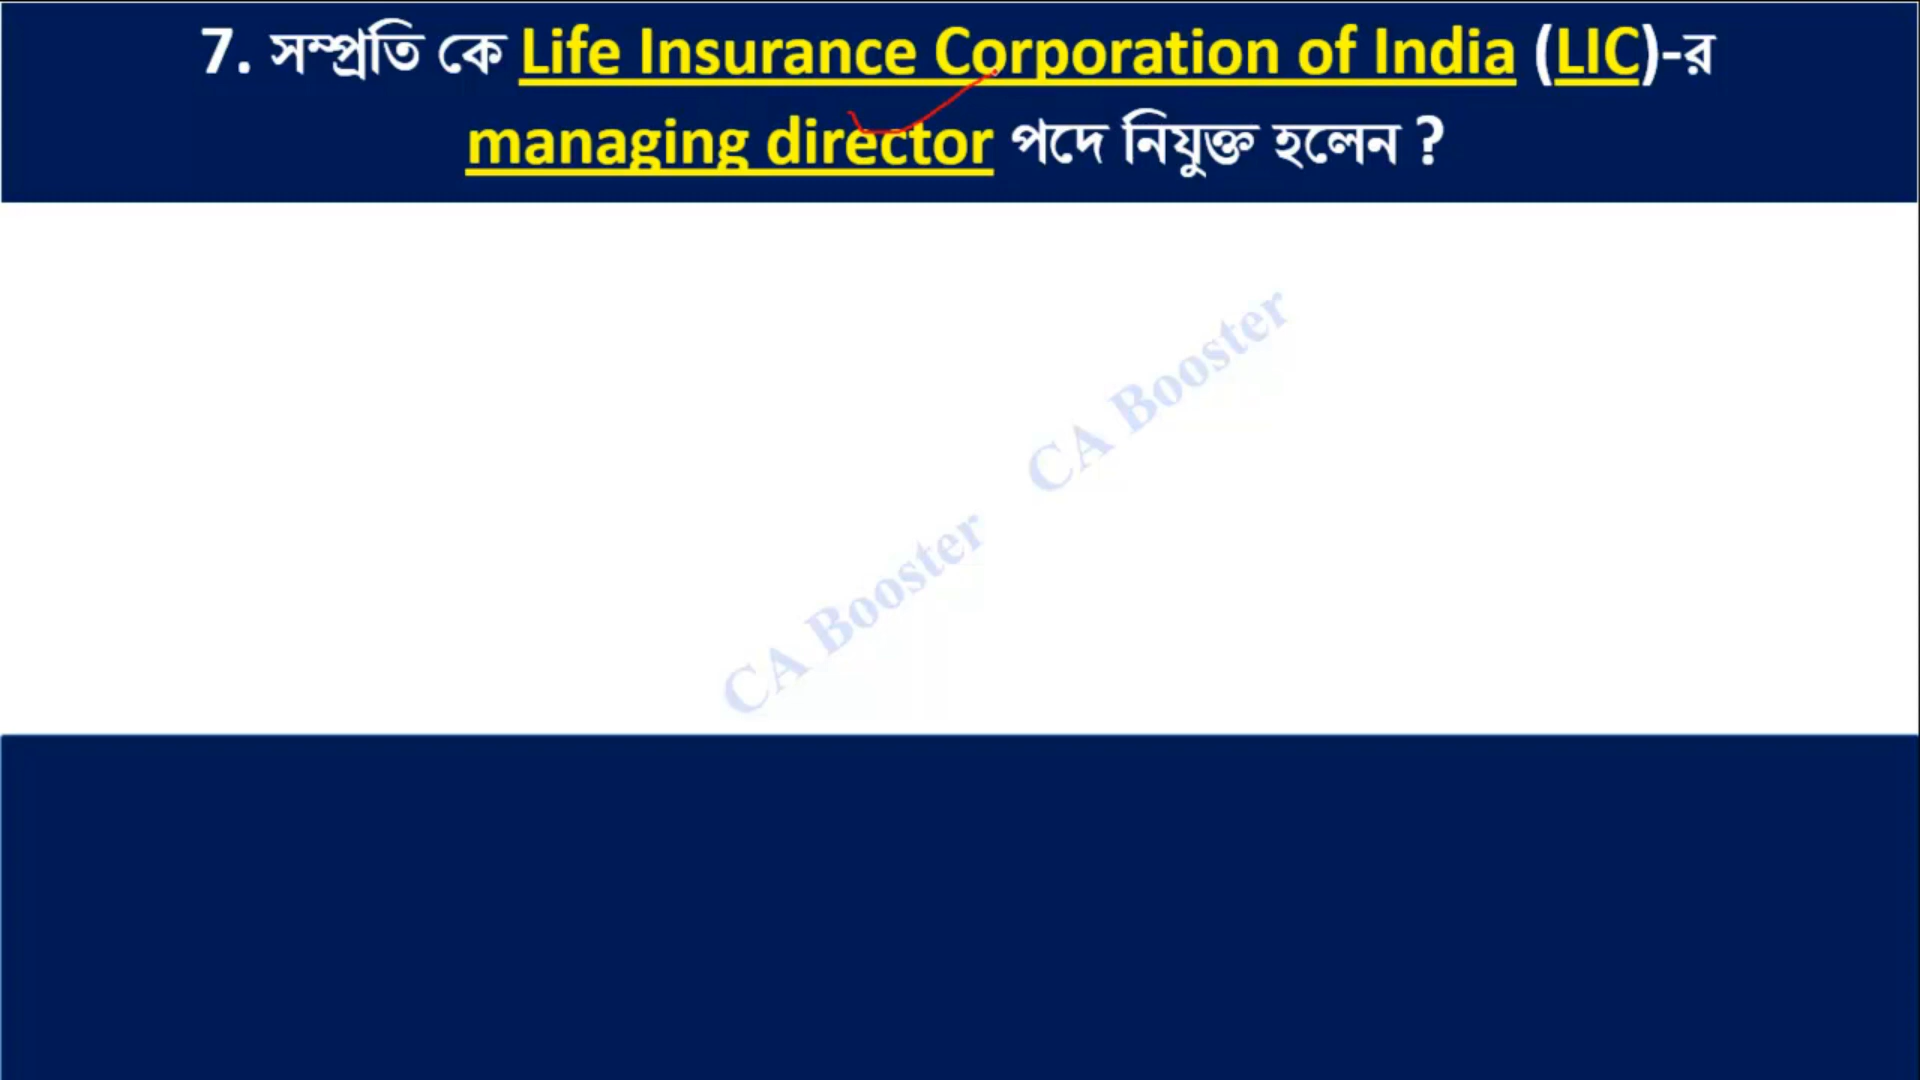 7. সম্প্রতি কে Life Insurance Corporation of India (LIC)-র
managing director পদে নিযুক্ত হলেন ?
CA Booster
CA Booster